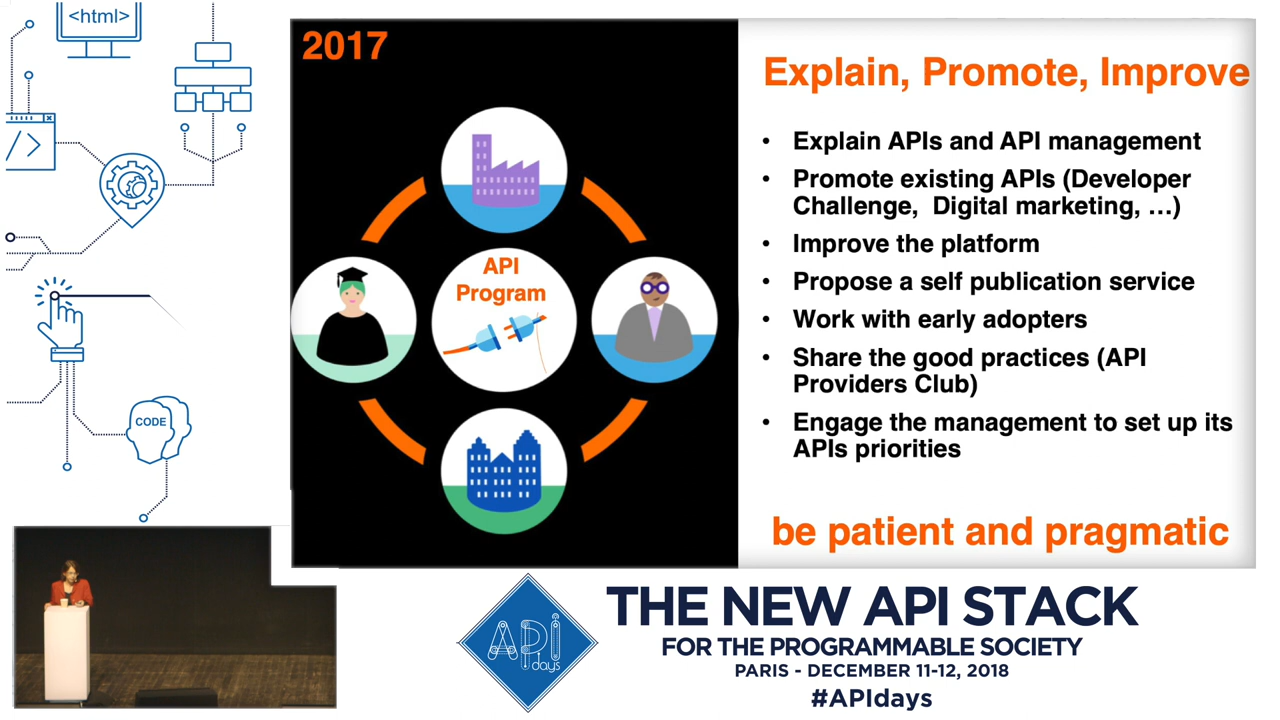 <html>
</>
CODE
2017
API
Program
Explain, Promote, Improve
• Explain APIs and API management
• Promote existing APIs (Developer
Challenge, Digital marketing, …)
• Improve the platform
• Propose a self publication service
• Work with early adopters
• Share the good practices (API
Providers Club)
• Engage the management to set up its
APIs priorities
be patient and pragmatic
APi
days
THE NEW API STACK
FOR THE PROGRAMMABLE SOCIETY
PARIS - DECEMBER 11-12, 2018
#APIdays